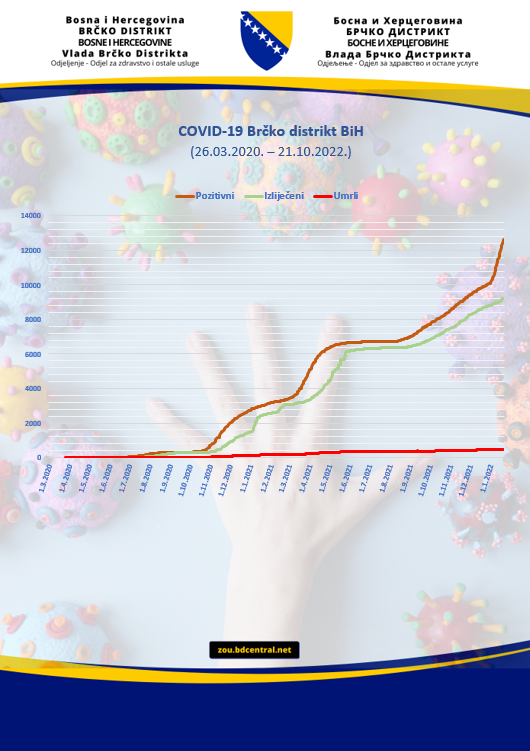 Bosna i Hercegovina
BRČKO DISTRIKT
BOSNE I HERCEGOVINE
Vlada Brčko Distrikta
Odjeljenje - Odjel za zdravstvo i ostale usluge
Босна и Херцеговина
БРЧКО ДИСТРИКТ
БОСНЕ И ХЕРЦЕГОВИНЕ
Влада Брчко Дистрикта
Одјељење - Одјел за здравство и остале услуге
COVID-19 Brčko distrikt BiH
(26.03.2020. – 21.10.2022.)
Pozitivni Izliječeni Umrli
14000
12000
10000
8000
6000
4000
2000
0
1.3.2020 1.4.2020 1.5.2020 1.6.2020 1.7.2020 1.8.2020 1.9.2020 1.10.2020 1.11.2020 1.12.2020 1.1.2021 1.2.2021 1.3.2021 1.4.2021 1.5.2021 1.6.2021 1.7.2021 1.8.2021 1.9.2021 1.10.2021 1.11.2021 1.12.2021 1.1.2022
zou.bdcentral.net